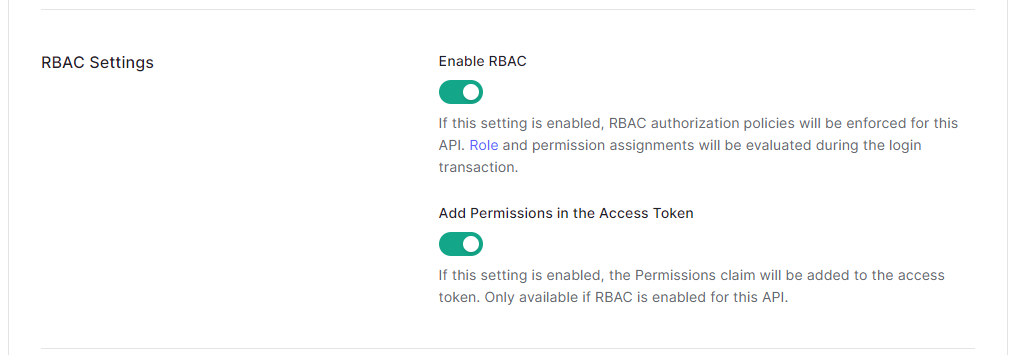 RBAC Settings
Enable RBAC
If this setting is enabled, RBAC authorization policies will be enforced for this
API. Role and permission assignments will be evaluated during the login
transaction.
Add Permissions in the Access Token
If this setting is enabled, the Permissions claim will be added to the access
token. Only available if RBAC is enabled for this API.